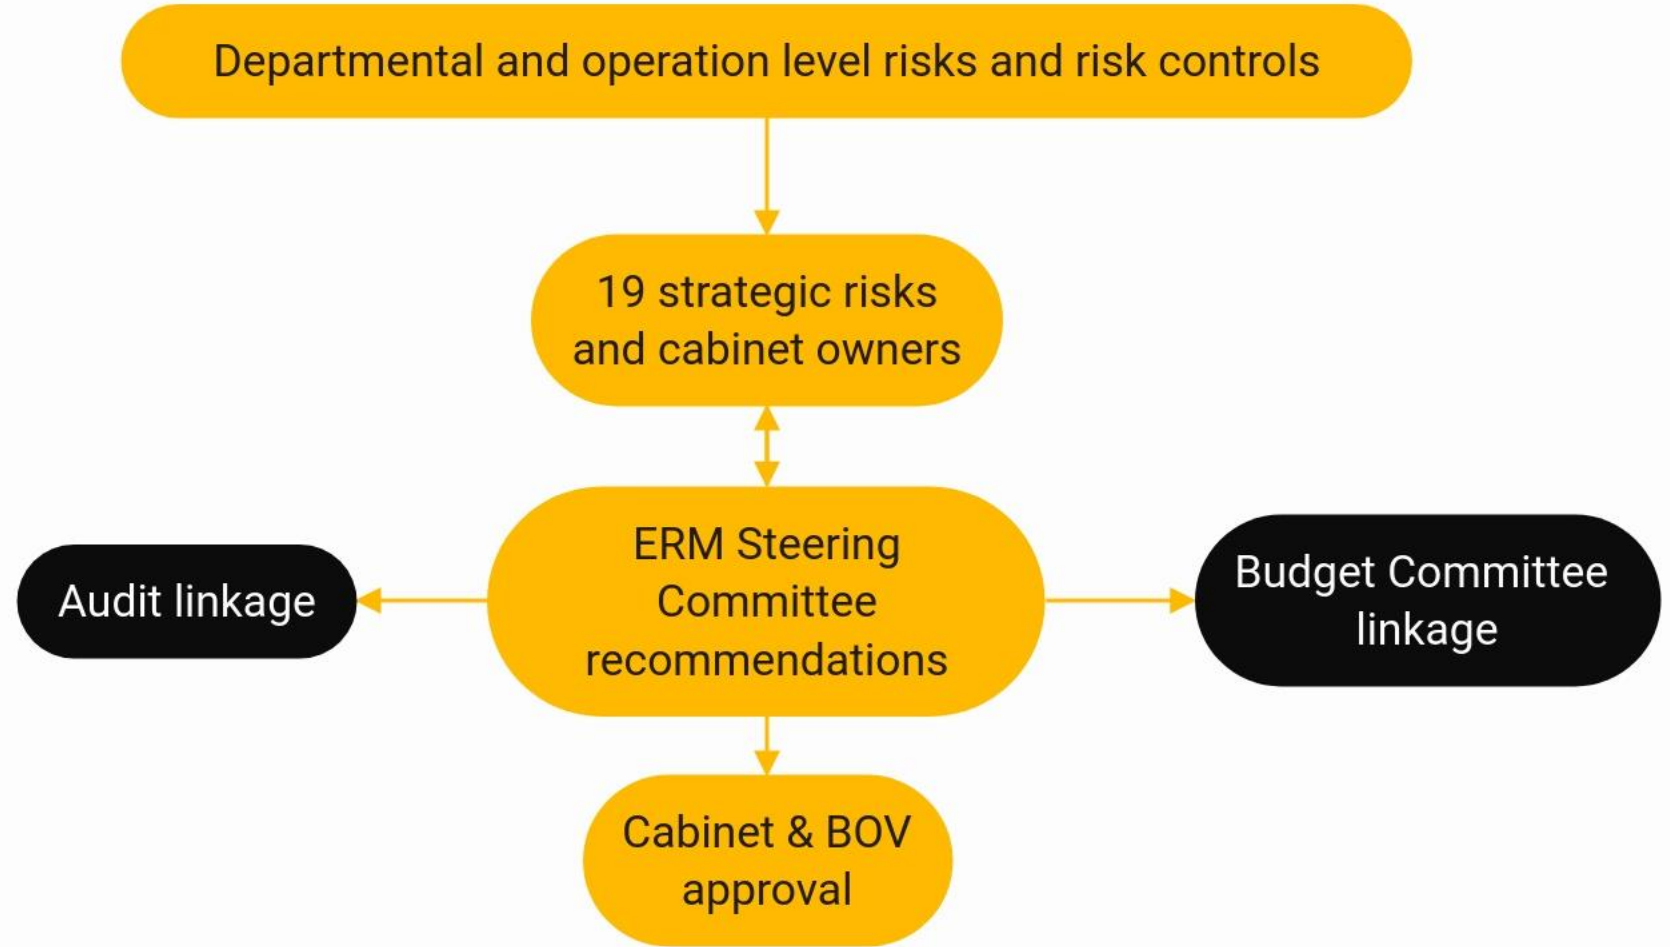 Departmental and operation level risks and risk controls
19 strategic risks
and cabinet owners
ERM Steering
Committee
recommendations
Audit linkage
Budget Committee
linkage
Cabinet & BOV
approval